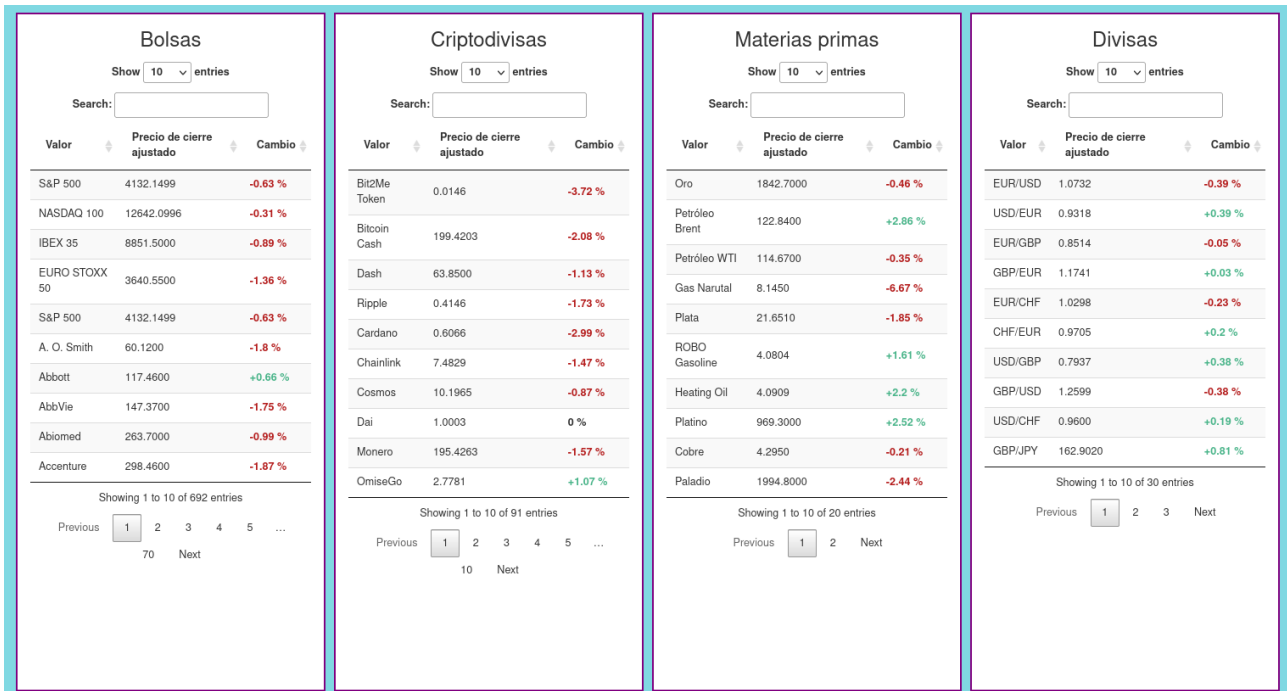 Bolsas
Show 10 entries
Search:
Valor Precio de cierre ajustado Cambio
S&P 500 4132.1499 -0.63 %
NASDAQ 100 12642.0996 -0.31 %
IBEX 35 8851.5000 -0.89 %
EURO STOXX 50 3640.5500 -1.36 %
S&P 500 4132.1499 -0.63 %
A. O. Smith 60.1200 -1.8 %
Abbott 117.4600 +0.66 %
AbbVie 147.3700 -1.75 %
Abiomed 263.7000 -0.99 %
Accenture 298.4600 -1.87 %
Showing 1 to 10 of 692 entries
Previous 1 2 3 4 5 …
70 Next
Criptodivisas
Show 10 entries
Search:
Valor Precio de cierre ajustado Cambio
Bit2Me Token 0.0146 -3.72 %
Bitcoin Cash 199.4203 -2.08 %
Dash 63.8500 -1.13 %
Ripple 0.4146 -1.73 %
Cardano 0.6066 -2.99 %
Chainlink 7.4829 -1.47 %
Cosmos 10.1965 -0.87 %
Dai 1.0003 0 %
Monero 195.4263 -1.57 %
OmiseGo 2.7781 +1.07 %
Showing 1 to 10 of 91 entries
Previous 1 2 3 4 5 …
10 Next
Materias primas
Show 10 entries
Search:
Valor Precio de cierre ajustado Cambio
Oro 1842.7000 -0.46 %
Petróleo Brent 122.8400 +2.86 %
Petróleo WTI 114.6700 -0.35 %
Gas Narutal 8.1450 -6.67 %
Plata 21.6510 -1.85 %
ROBO Gasoline 4.0804 +1.61 %
Heating Oil 4.0909 +2.2 %
Platino 969.3000 +2.52 %
Cobre 4.2950 -0.21 %
Paladio 1994.8000 -2.44 %
Showing 1 to 10 of 20 entries
Previous 1 2 Next
Divisas
Show 10 entries
Search:
Valor Precio de cierre ajustado Cambio
EUR/USD 1.0732 -0.39 %
USD/EUR 0.9318 +0.39 %
EUR/GBP 0.8514 -0.05 %
GBP/EUR 1.1741 +0.03 %
EUR/CHF 1.0298 -0.23 %
CHF/EUR 0.9705 +0.2 %
USD/GBP 0.7937 +0.38 %
GBP/USD 1.2599 -0.38 %
USD/CHF 0.9600 +0.19 %
GBP/JPY 162.9020 +0.81 %
Showing 1 to 10 of 30 entries
Previous 1 2 3 Next